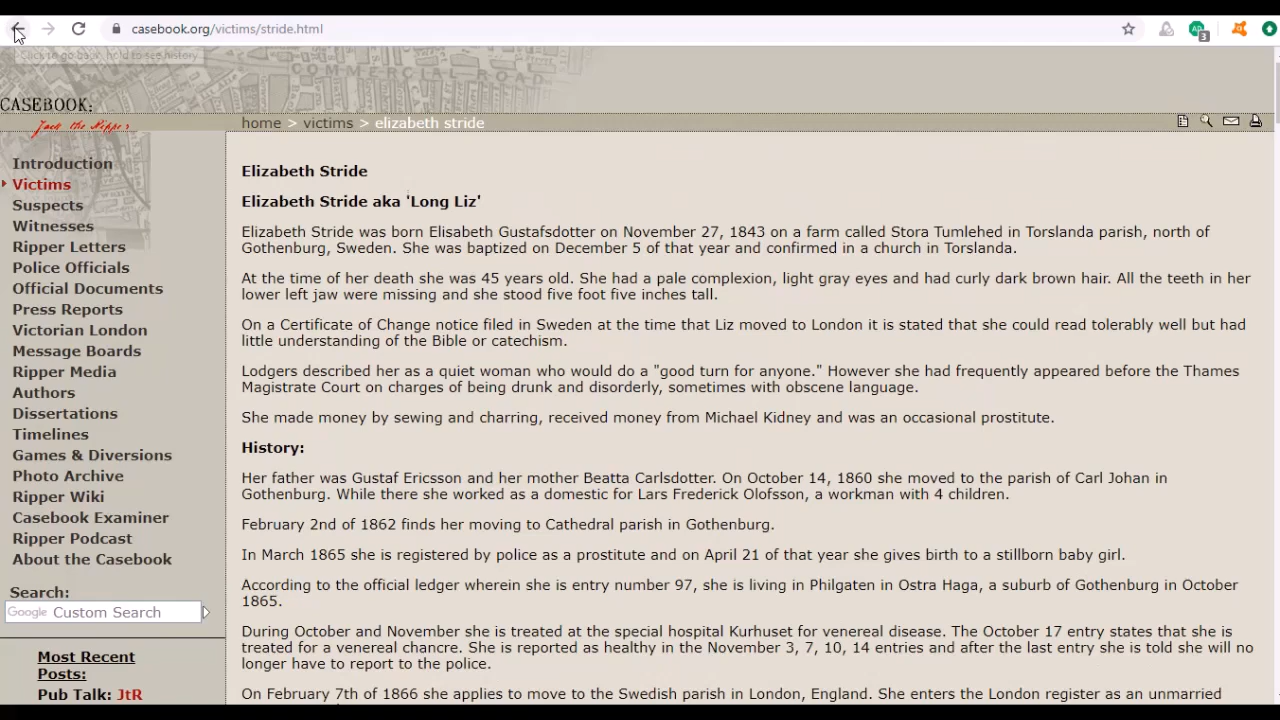 casebook.org/victims/stride.html
3
Click to go back, hold to see history
COMMERCIAL ROAD
CASEBOOK:
Jack the Ripper
home > victims > elizabeth stride
Introduction
Victims
Suspects
Witnesses
Ripper Letters
Police Officials
Official Documents
Press Reports
Victorian London
Message Boards
Ripper Media
Authors
Dissertations
Timelines
Games & Diversions
Photo Archive
Ripper Wiki
Casebook Examiner
Ripper Podcast
About the Casebook
Search:
Google Custom Search
Most Recent
Posts:
Pub Talk: JtR
Elizabeth Stride
Elizabeth Stride aka 'Long Liz'
Elizabeth Stride was born Elisabeth Gustafsdotter on November 27, 1843 on a farm called Stora Tumlehed in Torslanda parish, north of
Gothenburg, Sweden. She was baptized on December 5 of that year and confirmed in a church in Torslanda.
At the time of her death she was 45 years old. She had a pale complexion, light gray eyes and had curly dark brown hair. All the teeth in her
lower left jaw were missing and she stood five foot five inches tall.
On a Certificate of Change notice filed in Sweden at the time that Liz moved to London it is stated that she could read tolerably well but had
little understanding of the Bible or catechism.
Lodgers described her as a quiet woman who would do a "good turn for anyone." However she had frequently appeared before the Thames
Magistrate Court on charges of being drunk and disorderly, sometimes with obscene language.
She made money by sewing and charring, received money from Michael Kidney and was an occasional prostitute.
History:
Her father was Gustaf Ericsson and her mother Beatta Carlsdotter. On October 14, 1860 she moved to the parish of Carl Johan in
Gothenburg. While there she worked as a domestic for Lars Frederick Olofsson, a workman with 4 children.
February 2nd of 1862 finds her moving to Cathedral parish in Gothenburg.
In March 1865 she is registered by police as a prostitute and on April 21 of that year she gives birth to a stillborn baby girl.
According to the official ledger wherein she is entry number 97, she is living in Philgaten in Ostra Haga, a suburb of Gothenburg in October
1865.
During October and November she is treated at the special hospital Kurhuset for venereal disease. The October 17 entry states that she is
treated for a venereal chancre. She is reported as healthy in the November 3, 7, 10, 14 entries and after the last entry she is told she will no
longer have to report to the police.
On February 7th of 1866 she applies to move to the Swedish parish in London, England. She enters the London register as an unmarried